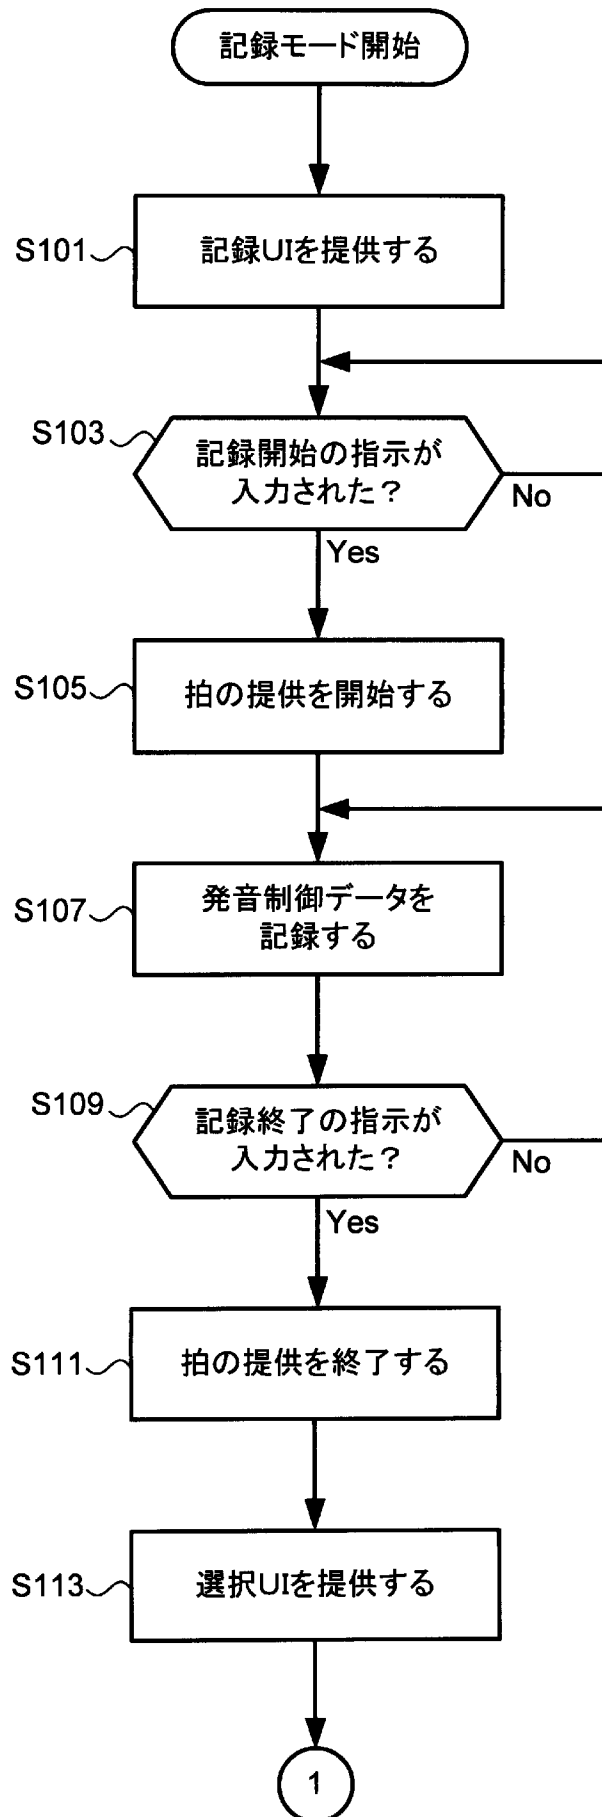 記録モード開始
S101
記録UIを提供する
S103
記録開始の指示が
入力された？
No
Yes
S105
拍の提供を開始する
S107
発音制御データを
記録する
S109
記録終了の指示が
入力された？
No
Yes
S111
拍の提供を終了する
S113
選択UIを提供する
1